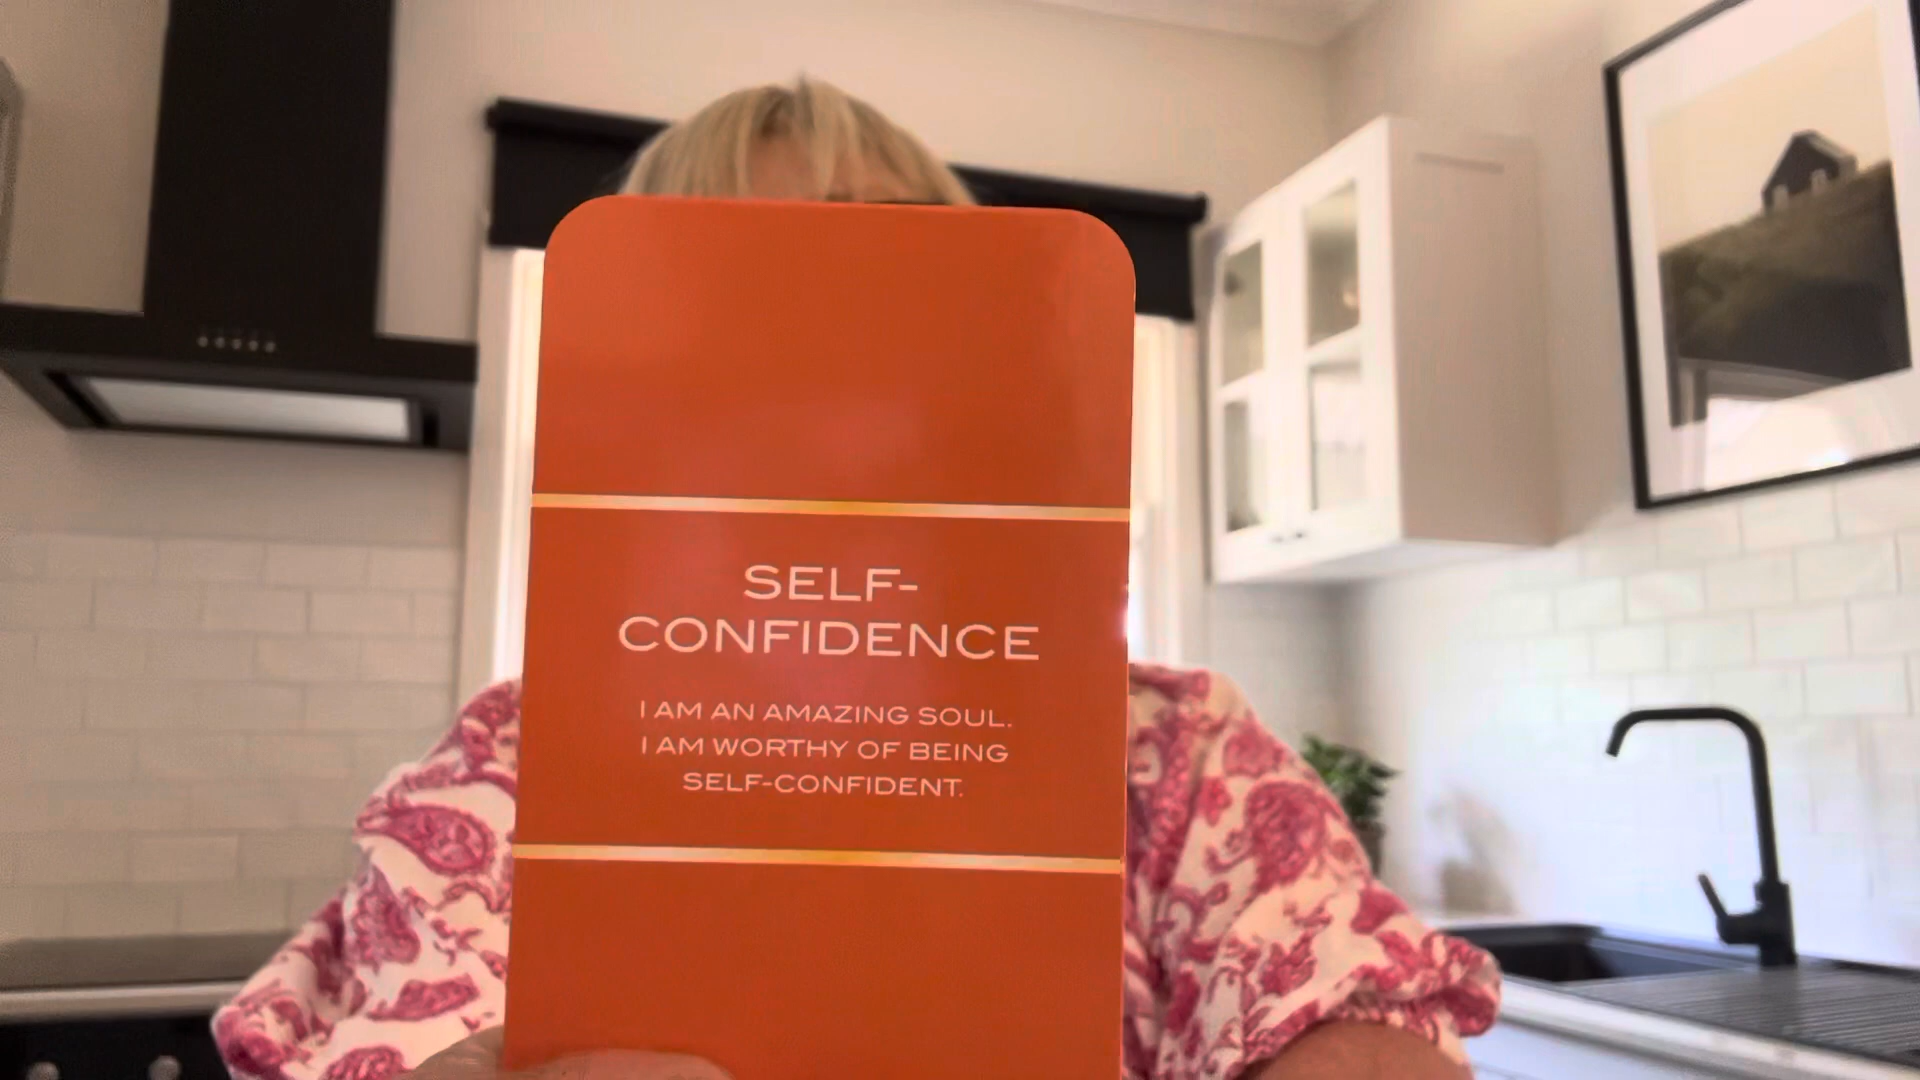 SELF-
CONFIDENCE
I AM AN AMAZING SOUL.
I AM WORTHY OF BEING
SELF-CONFIDENT.